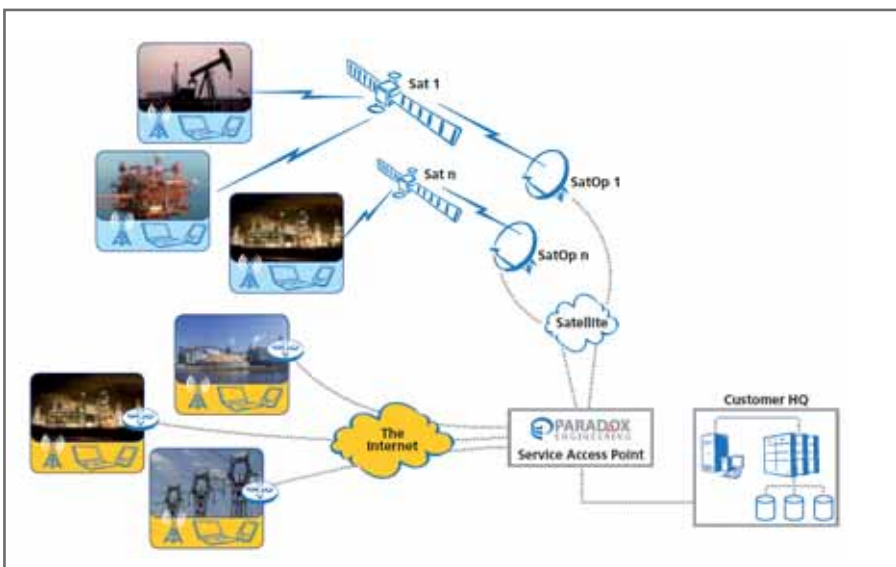 Sat 1
Sat n
SatOp 1
SatOp n
Satellite
The
Internet
PARADOX
ENGINEERING
Service Access Point
Customer HQ